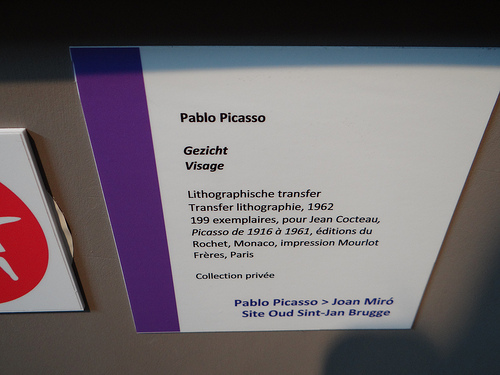 Pablo Picasso
Gezicht
Visage
Lithographische transfer
Transfer lithographie, 1962
199 exemplaires, pour Jean Cocteau,
Picasso de 1916 à 1961, éditions du
Rochet, Monaco, impression Mourlot
Frères, Paris
Collection privée
Pablo Picasso > Joan Miró
Site Oud Sint-Jan Brugge